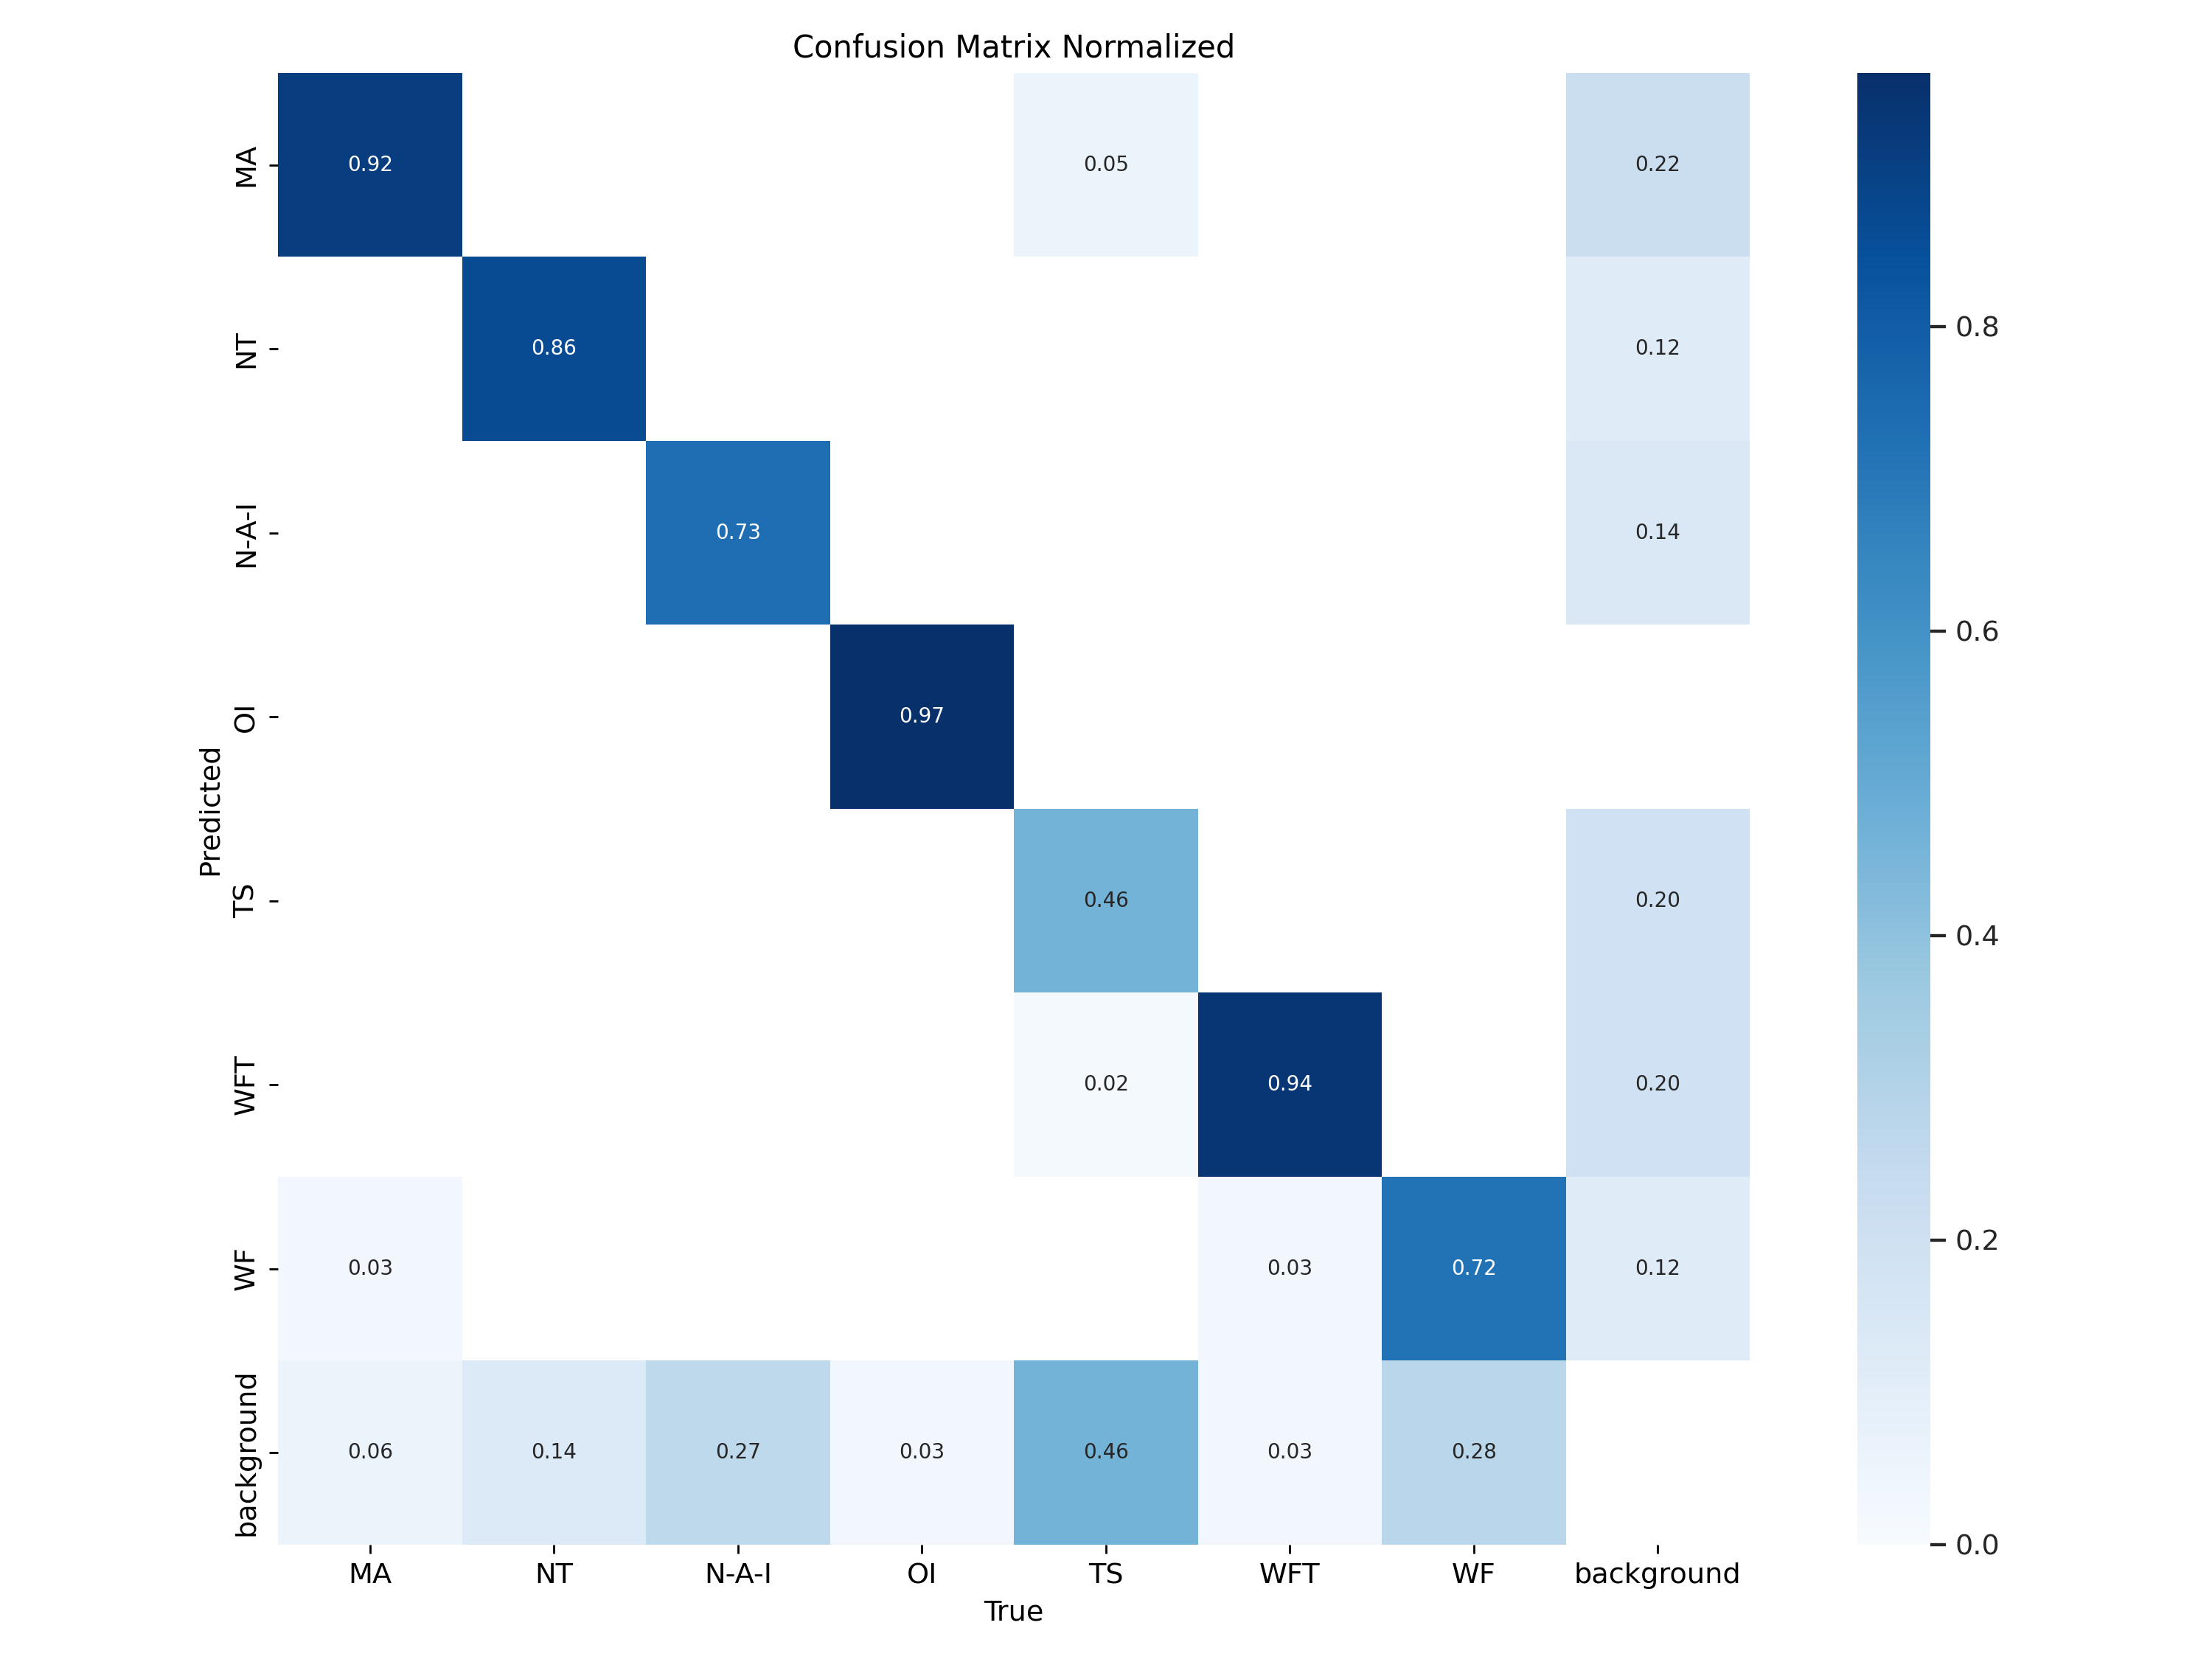 Confusion Matrix Normalized
MA 0.92 0.05 0.22
NT 0.86 0.12
N-A-I 0.73 0.14
OI 0.97
TS 0.46 0.20
WFT 0.02 0.94 0.20
WF 0.03 0.03 0.72 0.12
background 0.06 0.14 0.27 0.03 0.46 0.03 0.28
MA NT N-A-I OI TS WFT WF background
True
Predicted
0.8
0.6
0.4
0.2
0.0